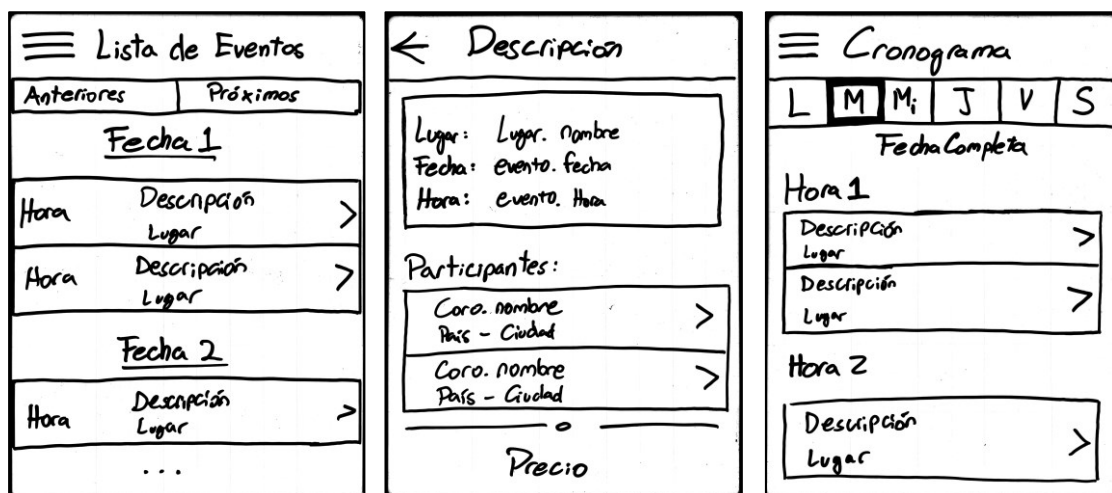 Lista de Eventos
Anteriores Próximos
Fecha 1
Hora Descripción
Lugar
Hora Descripción
Lugar
Fecha 2
Hora Descripción
Lugar
...
Descripción
Lugar: Lugar.nombre
Fecha: evento.fecha
Hora: evento.Hora
Participantes:
Coro.nombre
País - Ciudad
Coro.nombre
País - Ciudad
Precio
Cronograma
L M Mi J V S
Fecha Completa
Hora 1
Descripción
Lugar
Descripción
Lugar
Hora 2
Descripción
Lugar